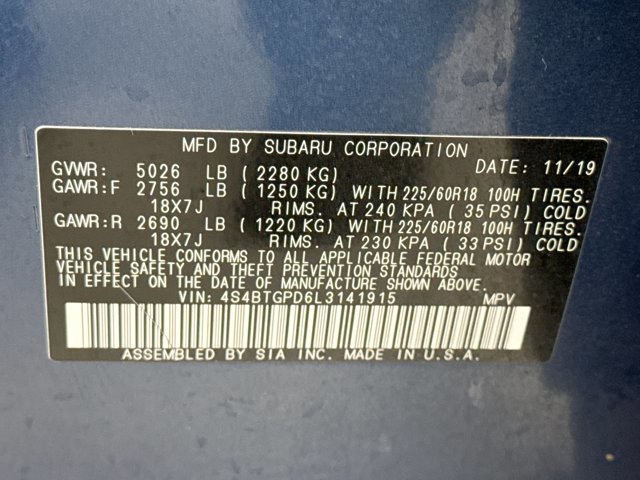 MFD BY SUBARU CORPORATION
GVWR: 5026 LB ( 2280 KG) DATE: 11/19
GAWR:F 2756 LB ( 1250 KG) WITH 225/60R18 100H TIRES.
18X7J RIMS. AT 240 KPA ( 35 PSI) COLD
GAWR:R 2690 LB ( 1220 KG) WITH 225/60R18 100H TIRES.
18X7J RIMS. AT 230 KPA ( 33 PSI) COLD
THIS VEHICLE CONFORMS TO ALL APPLICABLE FEDERAL MOTOR
VEHICLE SAFETY AND THEFT PREVENTION STANDARDS
IN EFFECT ON THE DATE OF MANUFACTURE SHOWN ABOVE.
VIN: 4S4BTGPD6L3141915 MPV
ASSEMBLED BY SIA INC. MADE IN U.S.A.